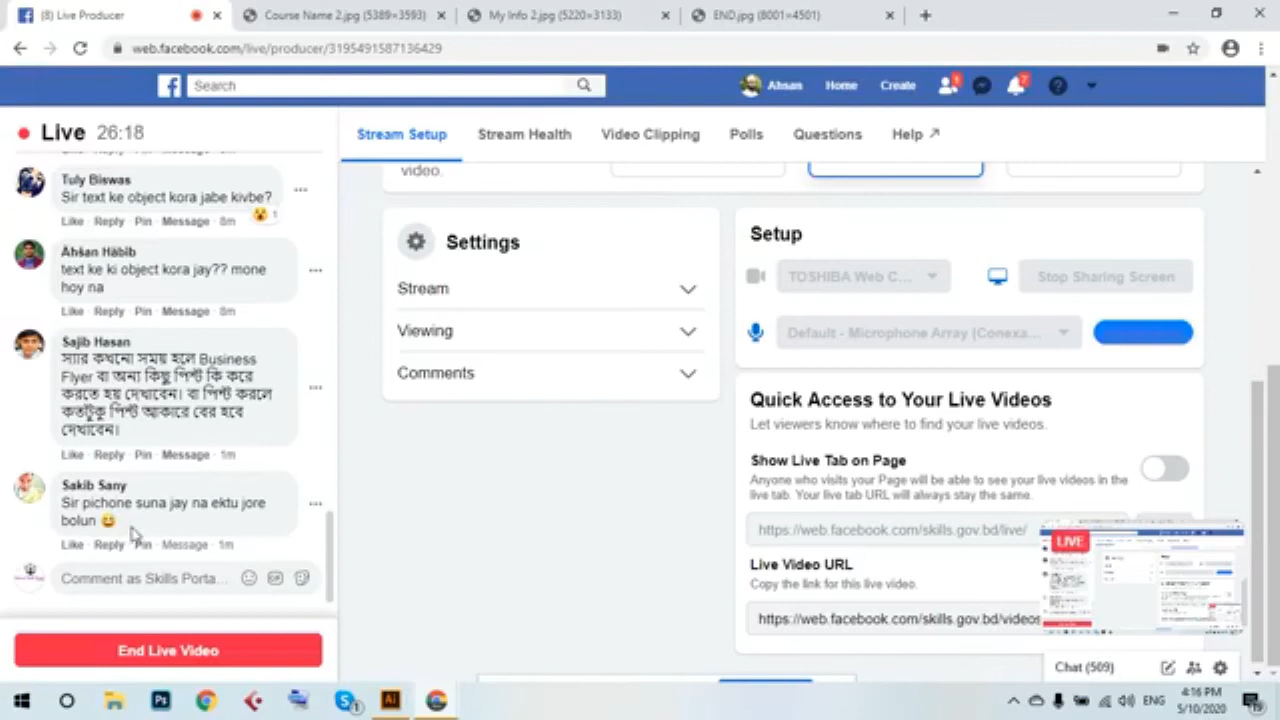 (8) Live Producer
Course Name 2.jpg (5389×3593)
My Info 2.jpg (5220×3133)
END.jpg (8001×4501)
web.facebook.com/live/producer/3195491587136429
Search
Ahsan
Home
Create
1
7
Live 26:18
Stream Setup
Stream Health
Video Clipping
Polls
Questions
Help
Tuly Biswas
Sir text ke object kora jabe kivbe?
Like · Reply · Pin · Message · 8m
1
Ahsan Habib
text ke ki object kora jay?? mone
hoy na
Like · Reply · Pin · Message · 8m
Sajib Hasan
স্যার কখনো সময় হলে Business
Flyer বা অন্য কিছু পিন্ট কি করে
করতে হয় দেখাবেন। বা পিন্ট করলে
কতটুকু পিন্ট আকারে বের হবে
দেখাবেন।
Like · Reply · Pin · Message · 1m
Sakib Sany
Sir pichone suna jay na ektu jore
bolun 😆
Like · Reply · Pin · Message · 1m
Comment as Skills Porta...
End Live Video
video.
Settings
Stream
Viewing
Comments
Setup
TOSHIBA Web C...
Stop Sharing Screen
Default - Microphone Array (Conexa...
Quick Access to Your Live Videos
Let viewers know where to find your live videos.
Show Live Tab on Page
Anyone who visits your Page will be able to see your live videos in the
live tab. Your live tab URL will always stay the same.
https://web.facebook.com/skills.gov.bd/live/
Live Video URL
Copy the link for this live video.
https://web.facebook.com/skills.gov.bd/videos
LIVE
Chat (509)
Ps
Ai
ENG
4:16 PM
5/10/2020